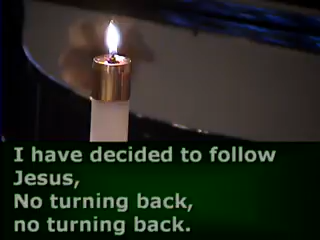 I have decided to follow
Jesus,
No turning back,
no turning back.